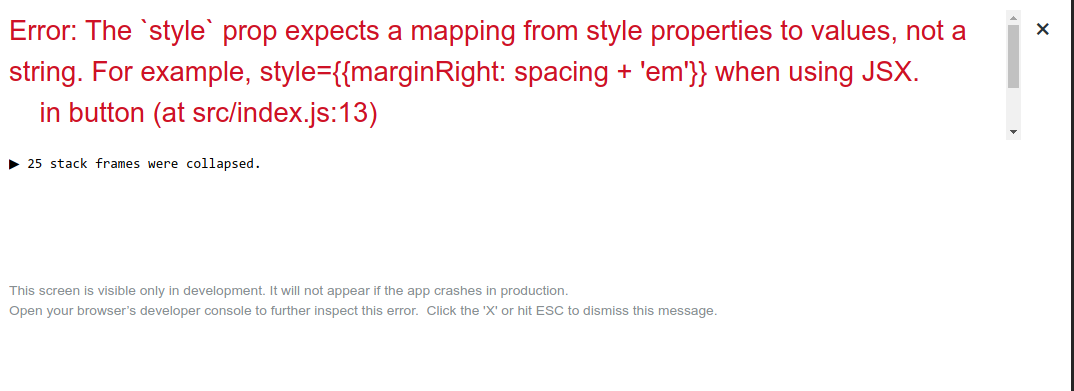 Error: The `style` prop expects a mapping from style properties to values, not a
string. For example, style={{marginRight: spacing + 'em'}} when using JSX.
in button (at src/index.js:13)
▶ 25 stack frames were collapsed.
This screen is visible only in development. It will not appear if the app crashes in production.
Open your browser’s developer console to further inspect this error.  Click the 'X' or hit ESC to dismiss this message.